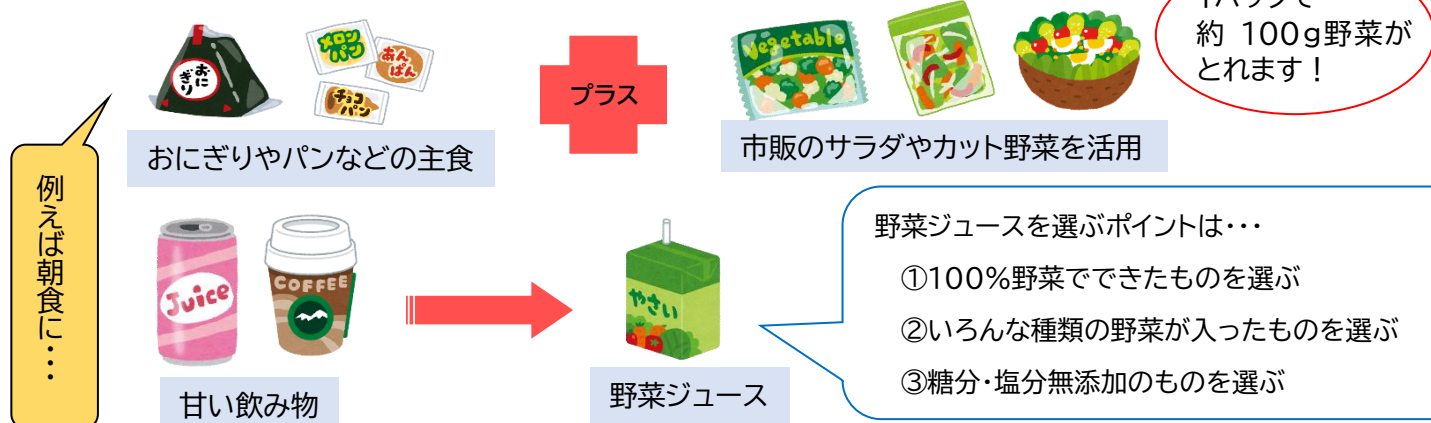 1パックで
約 100g野菜が
とれます!
メロンパン
あんぱん
チョコパン
おにぎり
プラス
Vegetable
おにぎりやパンなどの主食
市販のサラダやカット野菜を活用
例えば朝食に・・・
Juice
COFFEE
やさい
甘い飲み物
野菜ジュース
野菜ジュースを選ぶポイントは・・・
①100%野菜でできたものを選ぶ
②いろんな種類の野菜が入ったものを選ぶ
③糖分・塩分無添加のものを選ぶ